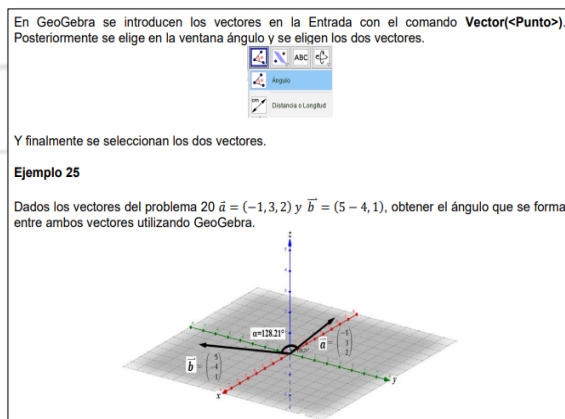 En GeoGebra se introducen los vectores en la Entrada con el comando Vector(<Punto>).
Posteriormente se elige en la ventana ángulo y se eligen los dos vectores.
ABC
Ángulo
cm
Distancia o Longitud
Y finalmente se seleccionan los dos vectores.
Ejemplo 25
Dados los vectores del problema 20 a⃗ = (−1, 3, 2) y b⃗ = (5 − 4, 1), obtener el ángulo que se forma
entre ambos vectores utilizando GeoGebra.
z
α=128.21°
a⃗ = (−1 3 2)
b⃗ = (5 −4 1)
x
y